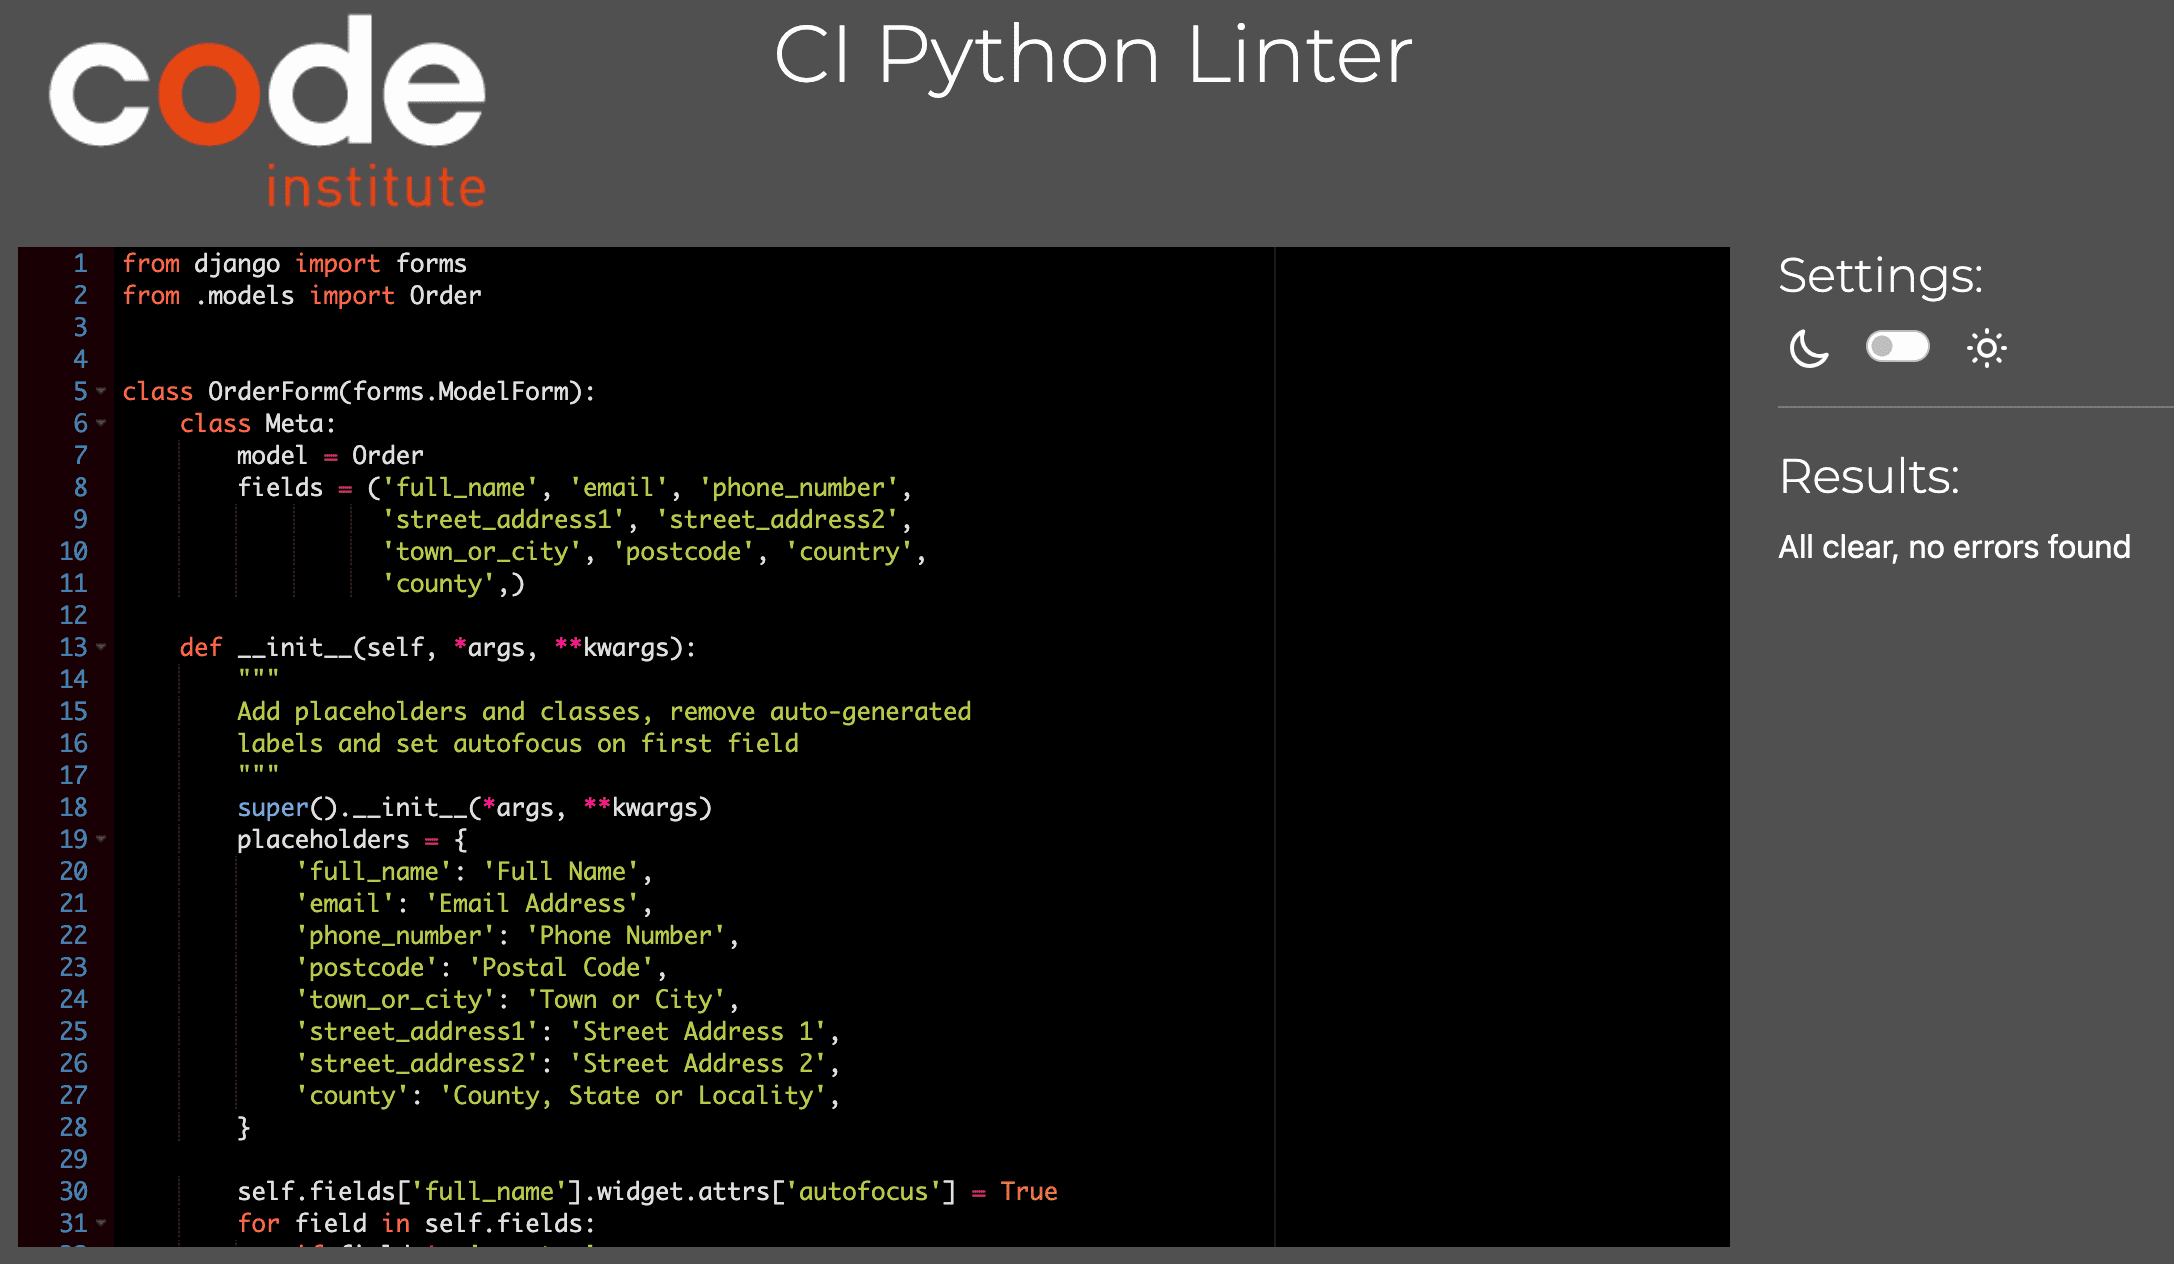 code
institute
CI Python Linter
1 from django import forms
2 from .models import Order
3
4
5 class OrderForm(forms.ModelForm):
6     class Meta:
7         model = Order
8         fields = ('full_name', 'email', 'phone_number',
9                   'street_address1', 'street_address2',
10                   'town_or_city', 'postcode', 'country',
11                   'county',)
12
13     def __init__(self, *args, **kwargs):
14         """
15         Add placeholders and classes, remove auto-generated
16         labels and set autofocus on first field
17         """
18         super().__init__(*args, **kwargs)
19         placeholders = {
20             'full_name': 'Full Name',
21             'email': 'Email Address',
22             'phone_number': 'Phone Number',
23             'postcode': 'Postal Code',
24             'town_or_city': 'Town or City',
25             'street_address1': 'Street Address 1',
26             'street_address2': 'Street Address 2',
27             'county': 'County, State or Locality',
28         }
29
30         self.fields['full_name'].widget.attrs['autofocus'] = True
31         for field in self.fields:
Settings:
Results:
All clear, no errors found